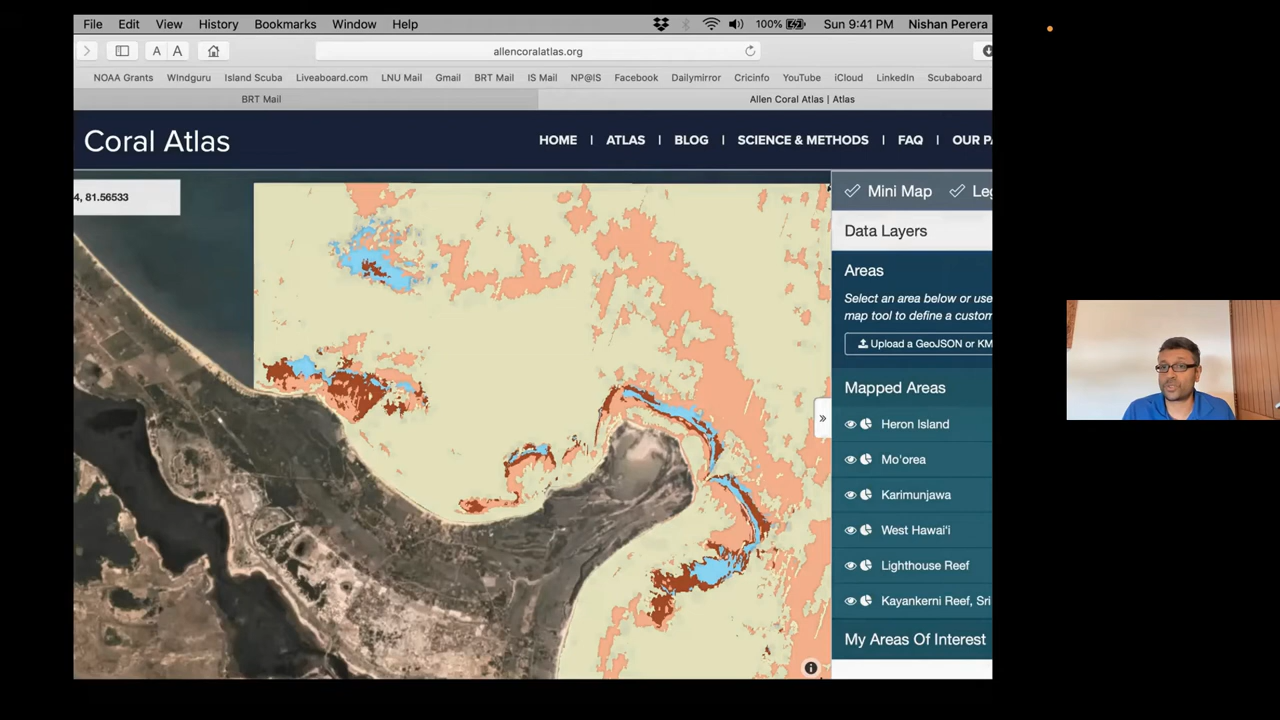 File Edit View History Bookmarks Window Help 100% Sun 9:41 PM Nishan Perera
A A allencoralatlas.org
NOAA Grants WIndguru Island Scuba Liveaboard.com LNU Mail Gmail BRT Mail IS Mail NP@IS Facebook Dailymirror Cricinfo YouTube iCloud LinkedIn Scubaboard
BRT Mail Allen Coral Atlas | Atlas
Coral Atlas HOME | ATLAS | BLOG | SCIENCE & METHODS | FAQ | OUR PA
4, 81.56533
Mini Map Leg
Data Layers
Areas
Select an area below or use
map tool to define a custom
Upload a GeoJSON or KM
Mapped Areas
»
Heron Island
Mo'orea
Karimunjawa
West Hawai'i
Lighthouse Reef
Kayankerni Reef, Sri
My Areas Of Interest